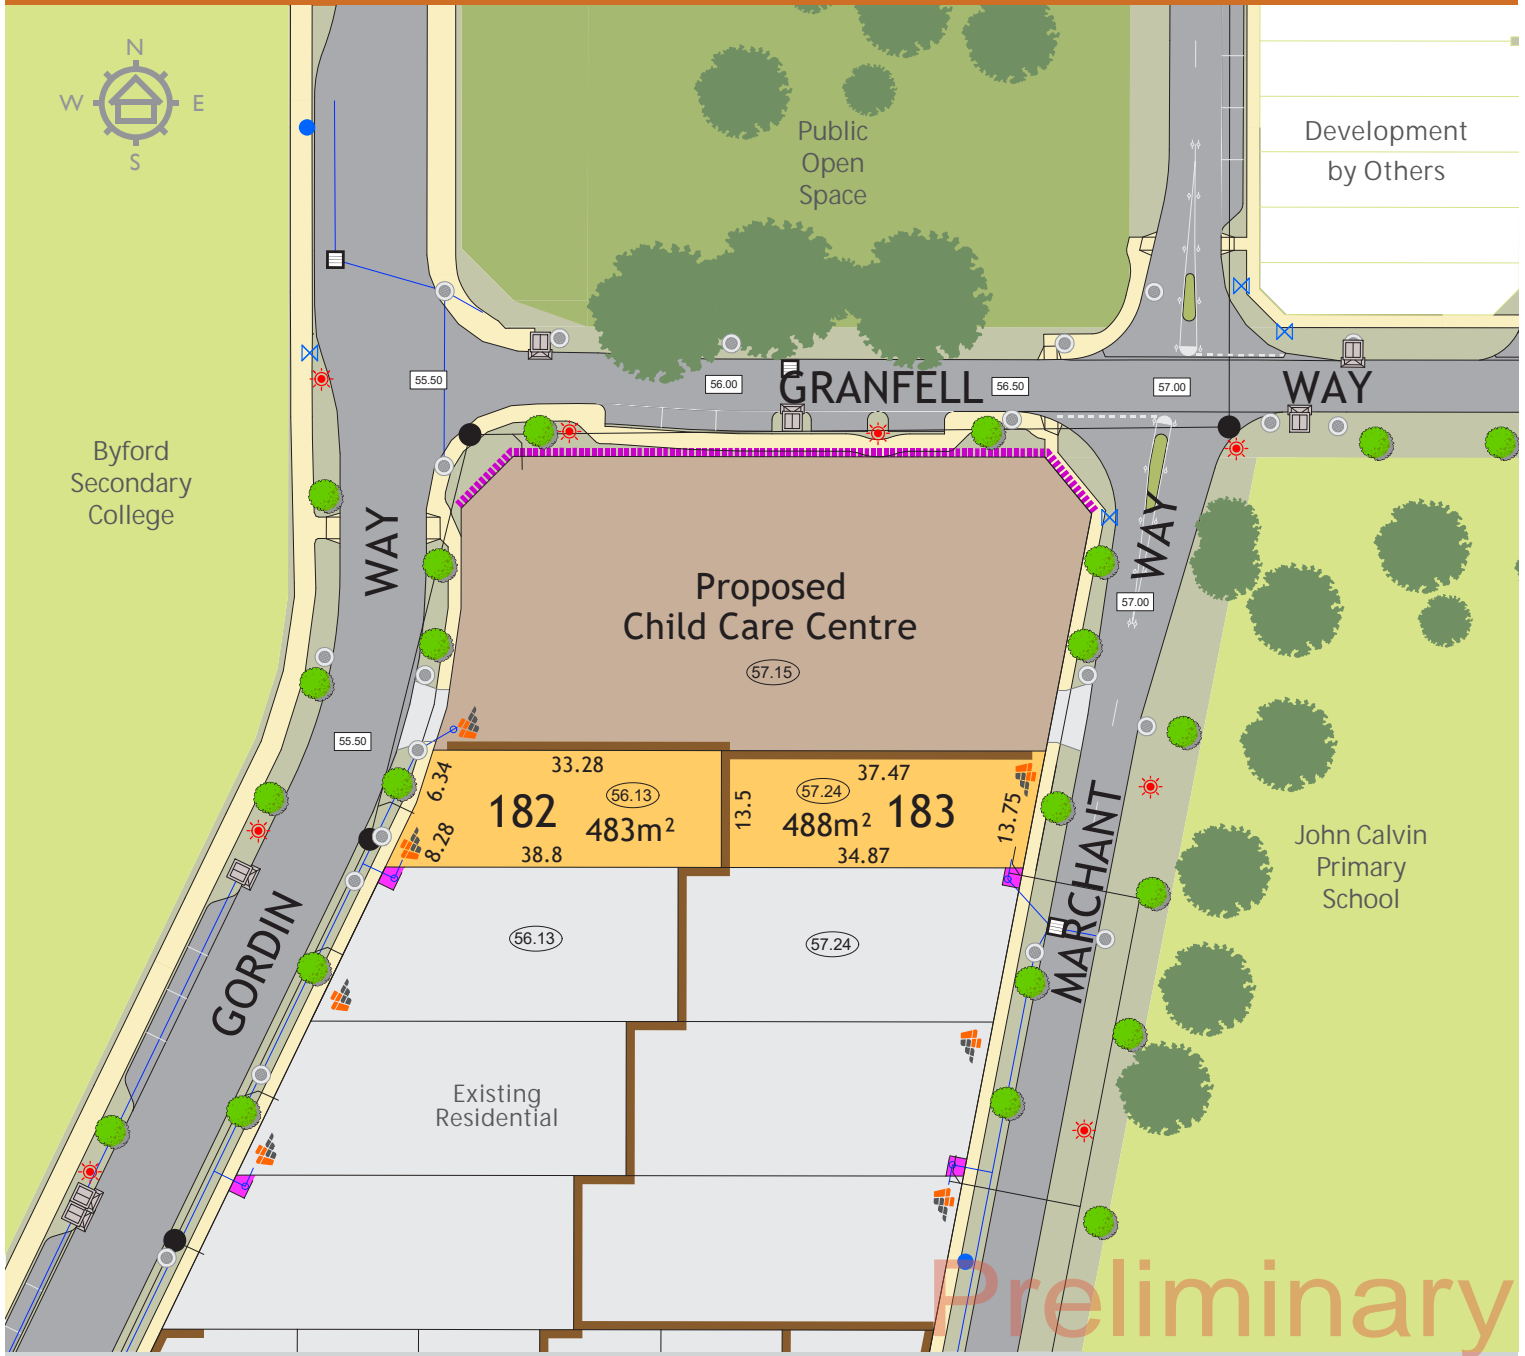 N
W E
S
Public
Open
Space
Development
by Others
55.50
56.00
GRANFELL
56.50
57.00
WAY
Byford
Secondary
College
WAY
WAY
Proposed
Child Care Centre
57.15
57.00
55.50
6.34
33.28
182
56.13
483m²
8.28
38.8
13.5
57.24
37.47
488m²
183
13.75
34.87
MARCHANT
John Calvin
Primary
School
GORDIN
56.13
57.24
Existing
Residential
Preliminary